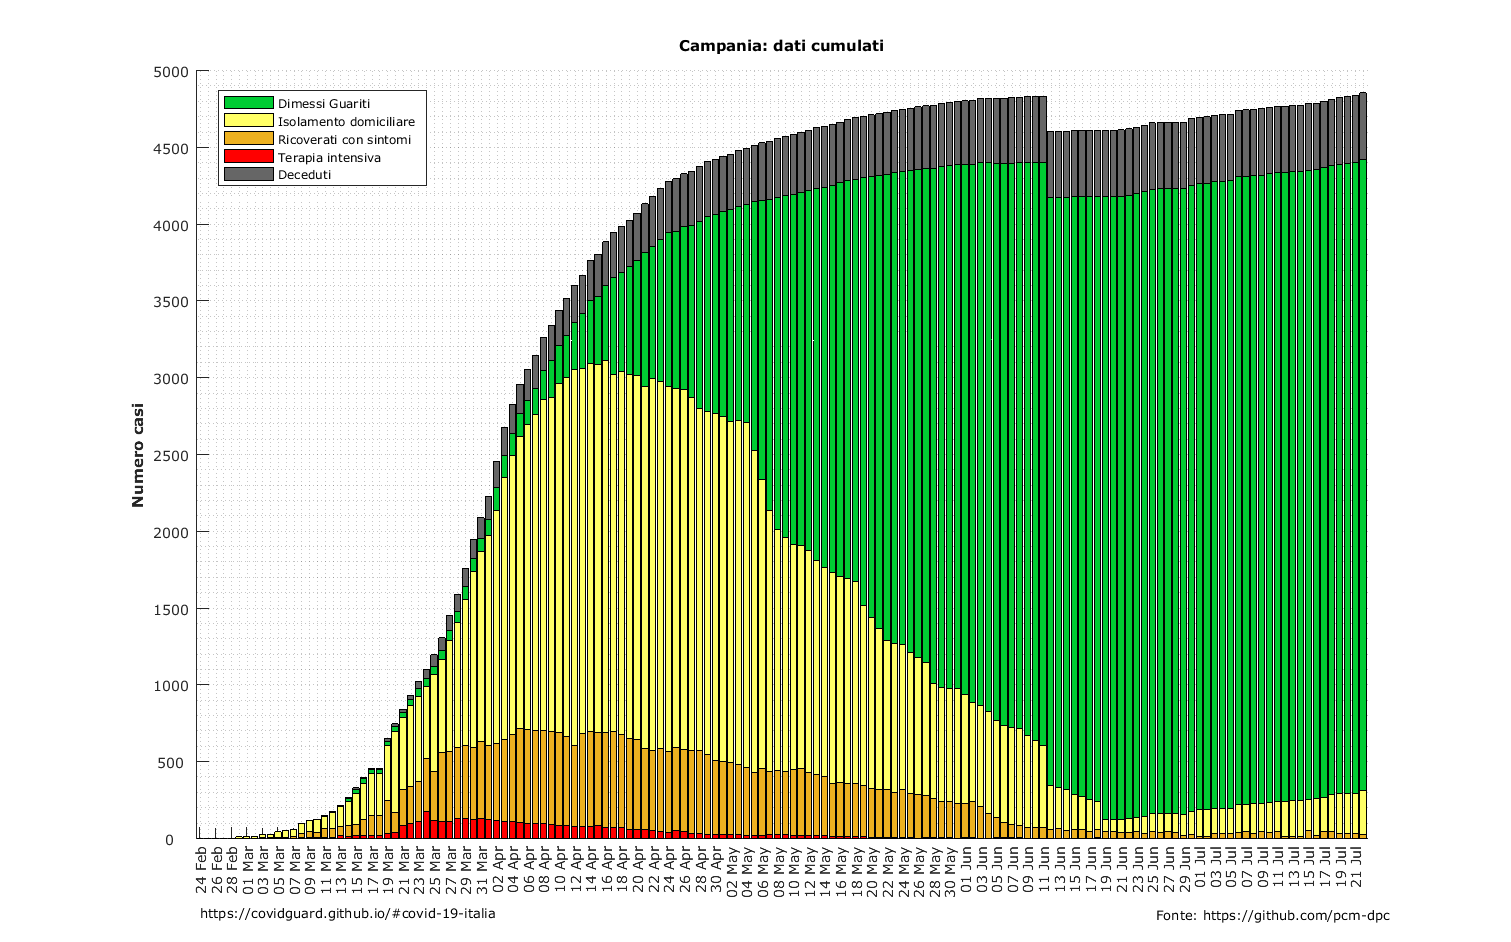 Campania: dati cumulati
Numero casi
5000
4500
4000
3500
3000
2500
2000
1500
1000
500
0
Dimessi Guariti
Isolamento domiciliare
Ricoverati con sintomi
Terapia intensiva
Deceduti
24 Feb
26 Feb
28 Feb
01 Mar
03 Mar
05 Mar
07 Mar
09 Mar
11 Mar
13 Mar
15 Mar
17 Mar
19 Mar
21 Mar
23 Mar
25 Mar
27 Mar
29 Mar
31 Mar
02 Apr
04 Apr
06 Apr
08 Apr
10 Apr
12 Apr
14 Apr
16 Apr
18 Apr
20 Apr
22 Apr
24 Apr
26 Apr
28 Apr
30 Apr
02 May
04 May
06 May
08 May
10 May
12 May
14 May
16 May
18 May
20 May
22 May
24 May
26 May
28 May
30 May
01 Jun
03 Jun
05 Jun
07 Jun
09 Jun
11 Jun
13 Jun
15 Jun
17 Jun
19 Jun
21 Jun
23 Jun
25 Jun
27 Jun
29 Jun
01 Jul
03 Jul
05 Jul
07 Jul
09 Jul
11 Jul
13 Jul
15 Jul
17 Jul
19 Jul
21 Jul
https://covidguard.github.io/#covid-19-italia
Fonte: https://github.com/pcm-dpc